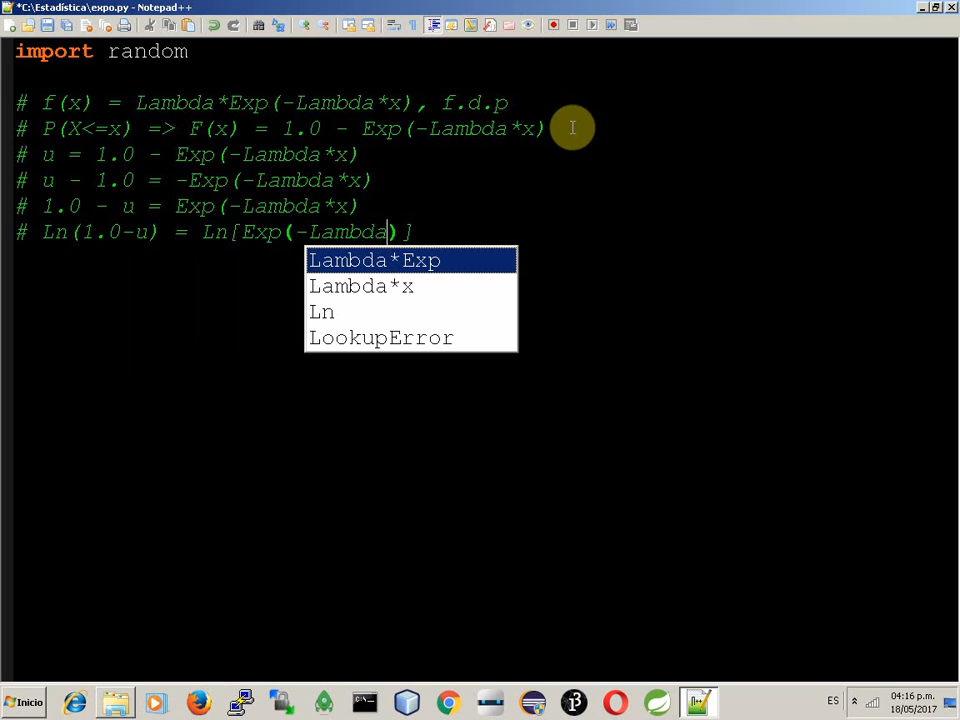 *C:\Estadística\expo.py - Notepad++
import random
# f(x) = Lambda*Exp(-Lambda*x), f.d.p
# P(X<=x) => F(x) = 1.0 - Exp(-Lambda*x)
# u = 1.0 - Exp(-Lambda*x)
# u - 1.0 = -Exp(-Lambda*x)
# 1.0 - u = Exp(-Lambda*x)
# Ln(1.0-u) = Ln[Exp(-Lambda)]
Lambda*Exp
Lambda*x
Ln
LookupError
Inicio
ES
04:16 p.m.
18/05/2017